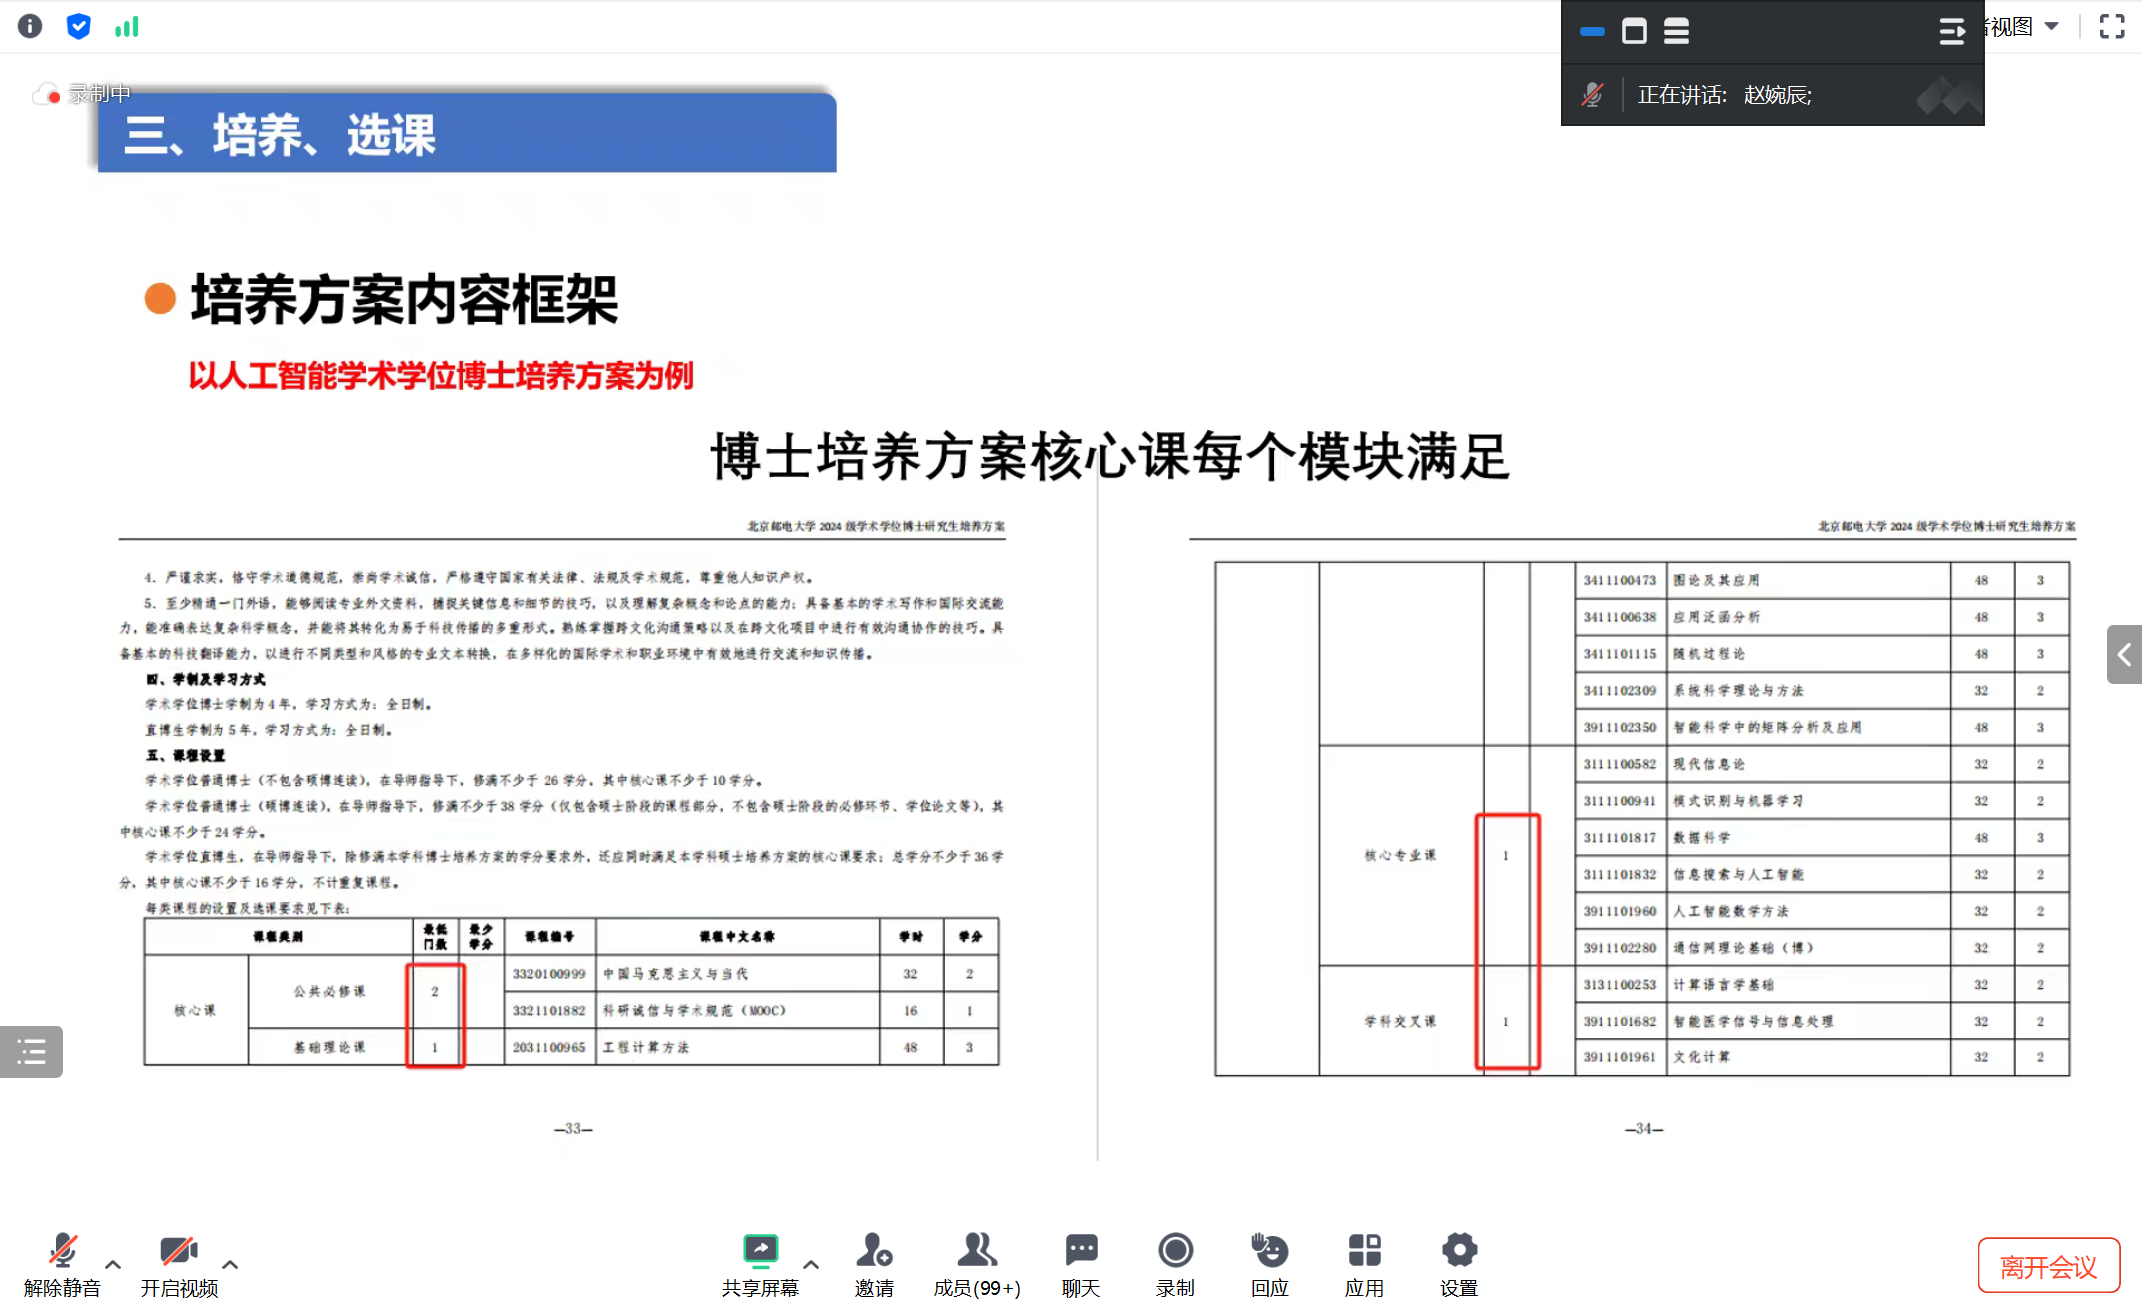 者视图
录制中
正在讲话: 赵婉辰;
三、培养、选课
培养方案内容框架
以人工智能学术学位博士培养方案为例
博士培养方案核心课每个模块满足
北京邮电大学 2024 级学术学位博士研究生培养方案
4. 严谨求实，恪守学术道德规范，崇尚学术诚信，严格遵守国家有关法律、法规及学术规范，尊重他人知识产权。
5. 至少精通一门外语，能够阅读专业外文资料，捕捉关键信息和细节的技巧，以及理解复杂概念和论点的能力；具备基本的学术写作和国际交流能
力，能准确表达复杂科学概念，并能将其转化为易于科技传播的多重形式。熟练掌握跨文化沟通策略以及在跨文化项目中进行有效沟通协作的技巧。具
备基本的科技翻译能力，以进行不同类型和风格的专业文本转换，在多样化的国际学术和职业环境中有效地进行交流和知识传播。
四、学制及学习方式
学术学位博士学制为 4 年，学习方式为：全日制。
直博生学制为 5 年，学习方式为：全日制。
五、课程设置
学术学位普通博士（不包含硕博连读），在导师指导下，修满不少于 26 学分，其中核心课不少于 10 学分。
学术学位普通博士（硕博连读），在导师指导下，修满不少于 38 学分（仅包含硕士阶段的课程部分，不包含硕士阶段的必修环节、学位论文等），其
中核心课不少于 24 学分。
学术学位直博生，在导师指导下，除修满本学科博士培养方案的学分要求外，还应同时满足本学科硕士培养方案的核心课要求；总学分不少于 36 学
分，其中核心课不少于 16 学分，不计重复课程。
每类课程的设置及选课要求见下表：
课程类别 最低门数 最少学分 课程编号 课程中文名称 学时 学分
核心课 公共必修课 2 3320100999 中国马克思主义与当代 32 2
3321101882 科研诚信与学术规范（MOOC） 16 1
基础理论课 1 2031100965 工程计算方法 48 3
—33—
北京邮电大学 2024 级学术学位博士研究生培养方案
3411100473 图论及其应用 48 3
3411100638 应用泛函分析 48 3
3411101115 随机过程论 48 3
3411102309 系统科学理论与方法 32 2
3911102350 智能科学中的矩阵分析及应用 48 3
核心专业课 1 3111100582 现代信息论 32 2
3111100941 模式识别与机器学习 32 2
3111101817 数据科学 48 3
3111101832 信息搜索与人工智能 32 2
3911101960 人工智能数学方法 32 2
3911102280 通信网理论基础（博） 32 2
学科交叉课 1 3131100253 计算语言学基础 32 2
3911101682 智能医学信号与信息处理 32 2
3911101961 文化计算 32 2
—34—
解除静音 开启视频 共享屏幕 邀请 成员(99+) 聊天 录制 回应 应用 设置 离开会议